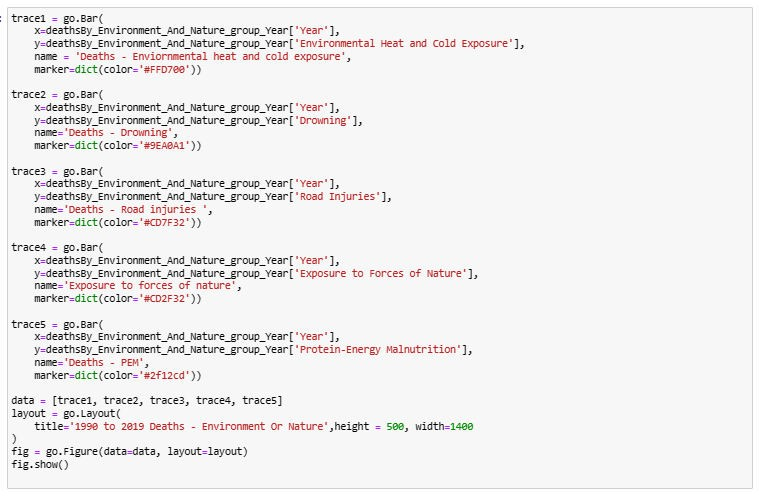 trace1 = go.Bar(
    x=deathsBy_Environment_And_Nature_group_Year['Year'],
    y=deathsBy_Environment_And_Nature_group_Year['Environmental Heat and Cold Exposure'],
    name = 'Deaths - Enviornmental heat and cold exposure',
    marker=dict(color='#FFD700'))

trace2 = go.Bar(
    x=deathsBy_Environment_And_Nature_group_Year['Year'],
    y=deathsBy_Environment_And_Nature_group_Year['Drowning'],
    name='Deaths - Drowning',
    marker=dict(color='#9EA0A1'))

trace3 = go.Bar(
    x=deathsBy_Environment_And_Nature_group_Year['Year'],
    y=deathsBy_Environment_And_Nature_group_Year['Road Injuries'],
    name='Deaths - Road injuries ',
    marker=dict(color='#CD7F32'))

trace4 = go.Bar(
    x=deathsBy_Environment_And_Nature_group_Year['Year'],
    y=deathsBy_Environment_And_Nature_group_Year['Exposure to Forces of Nature'],
    name='Exposure to forces of nature',
    marker=dict(color='#CD2F32'))

trace5 = go.Bar(
    x=deathsBy_Environment_And_Nature_group_Year['Year'],
    y=deathsBy_Environment_And_Nature_group_Year['Protein-Energy Malnutrition'],
    name='Deaths - PEM',
    marker=dict(color='#2f12cd'))

data = [trace1, trace2, trace3, trace4, trace5]
layout = go.Layout(
    title='1990 to 2019 Deaths - Environment Or Nature',height = 500, width=1400
)
fig = go.Figure(data=data, layout=layout)
fig.show()